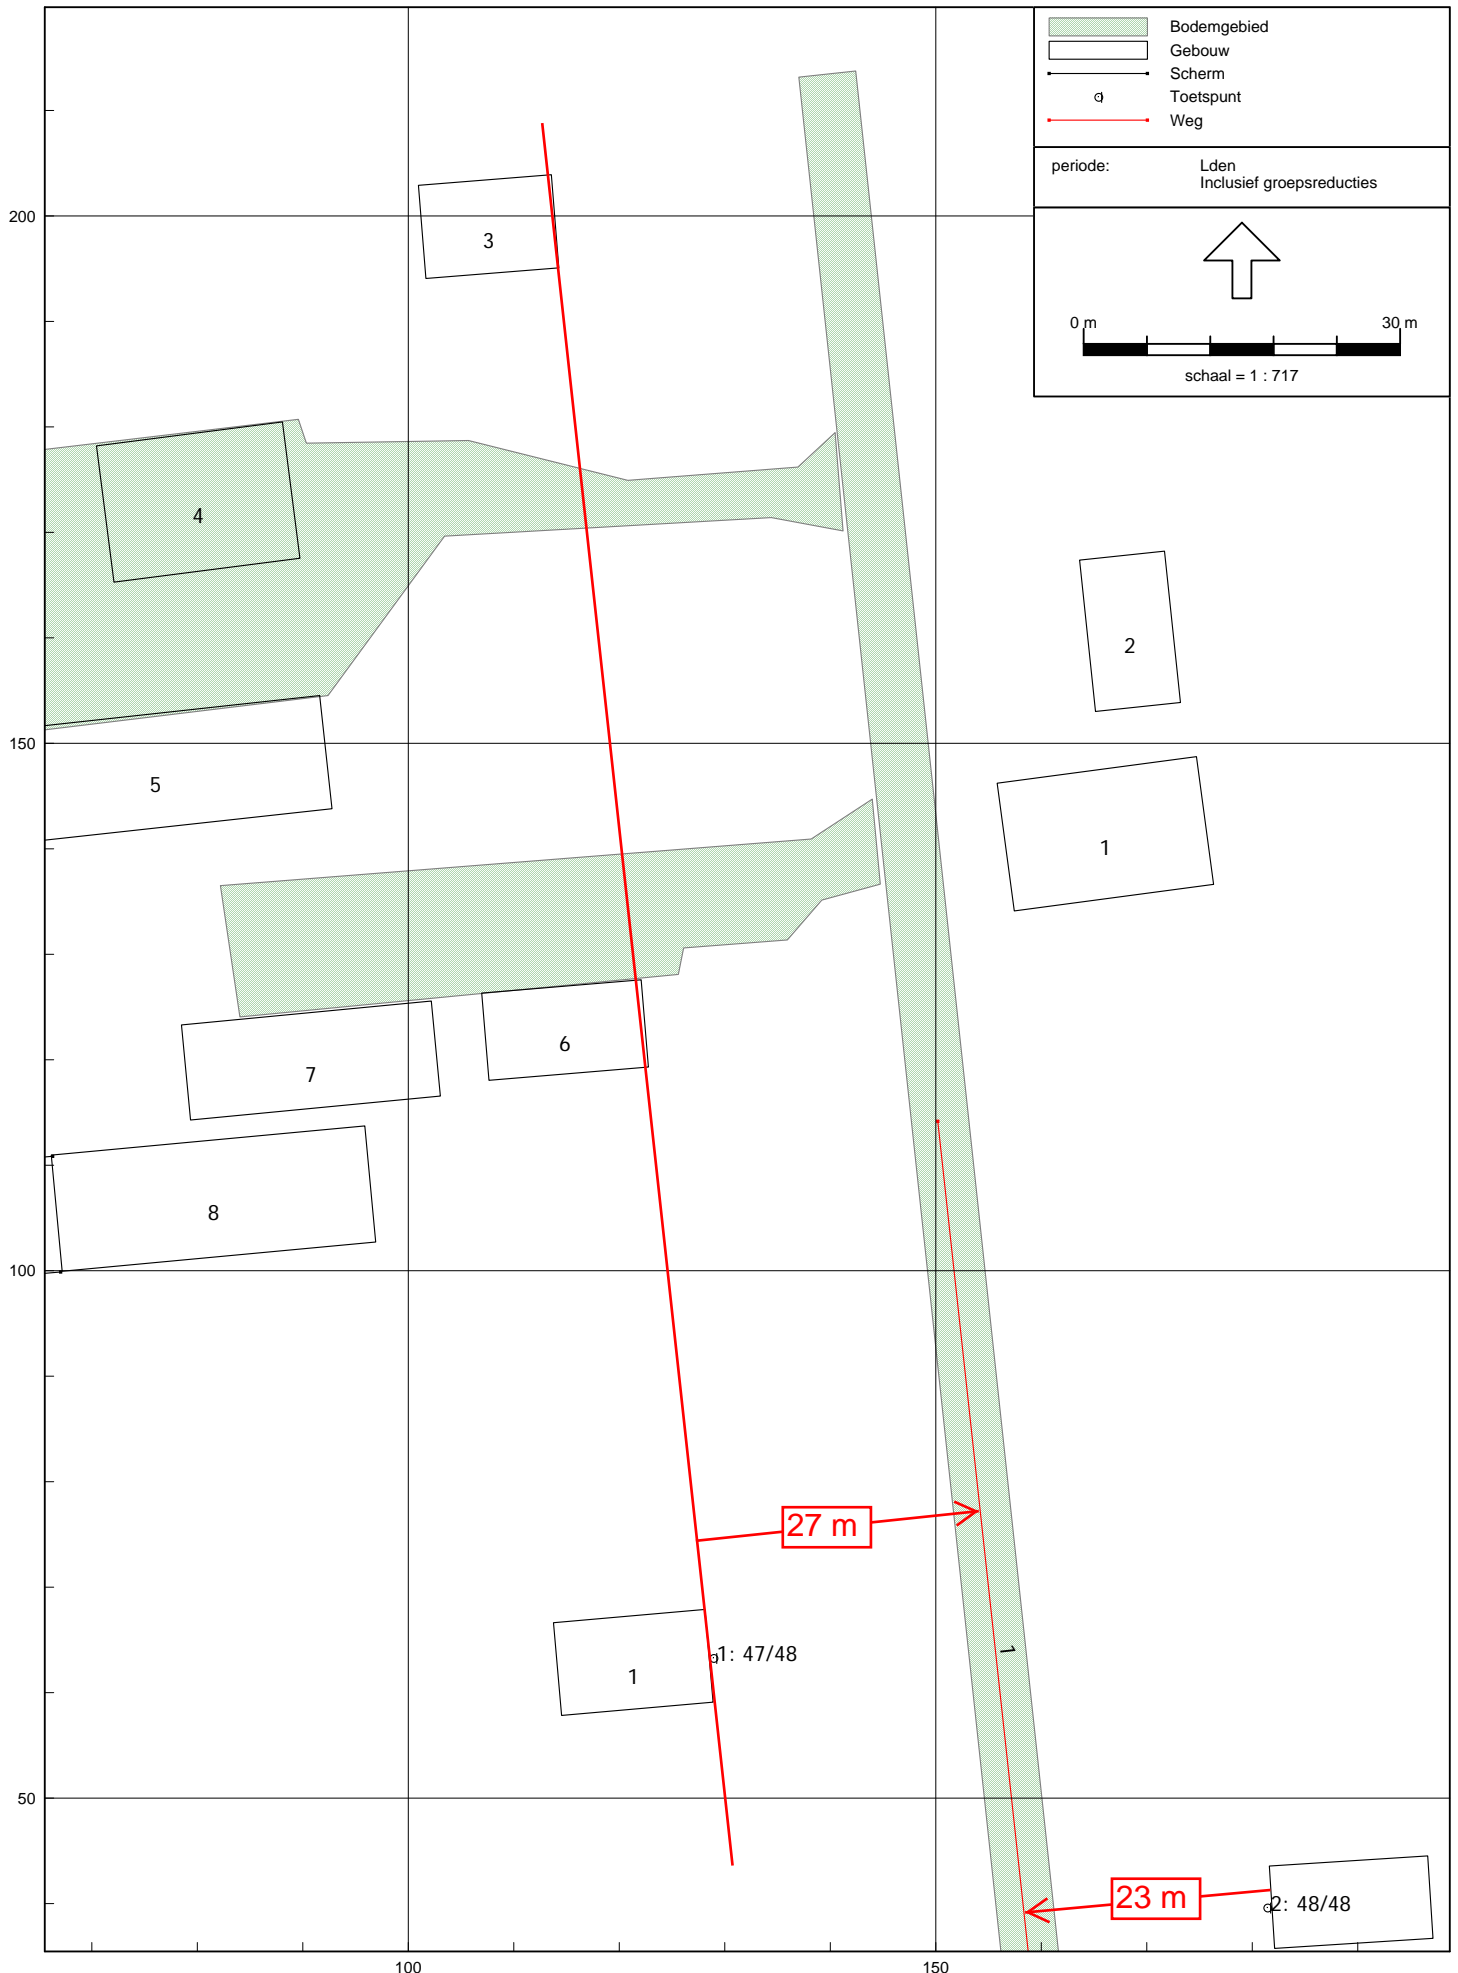 Bodemgebied
Gebouw
Scherm
Toetspunt
Weg
periode: Lden
Inclusief groepsreducties
0 m 30 m
schaal = 1 : 717
200
3
4
2
150
5
1
6
7
8
100
27 m
1
1: 47/48
1
50
23 m
2: 48/48
100 150